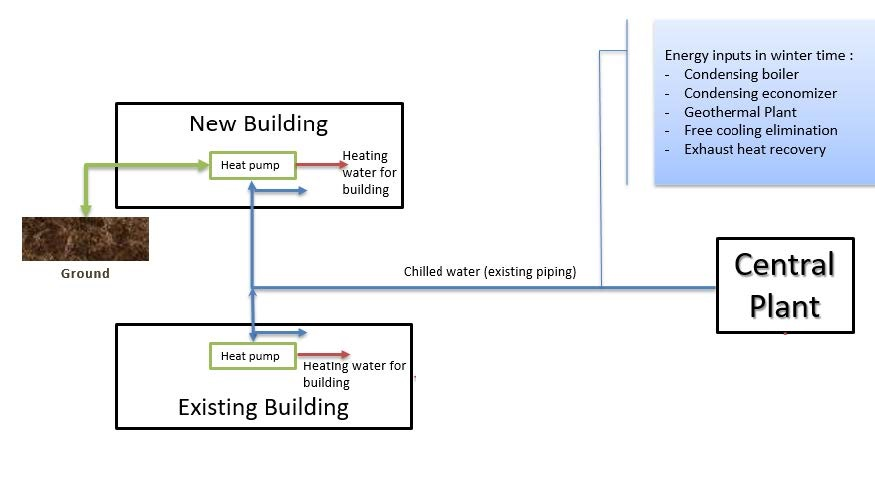 Energy inputs in winter time :
- Condensing boiler
- Condensing economizer
- Geothermal Plant
- Free cooling elimination
- Exhaust heat recovery
New Building
Heat pump
Heating
water for
building
Ground
Chilled water (existing piping)
Central
Plant
Heat pump
Heating water for
building
Existing Building